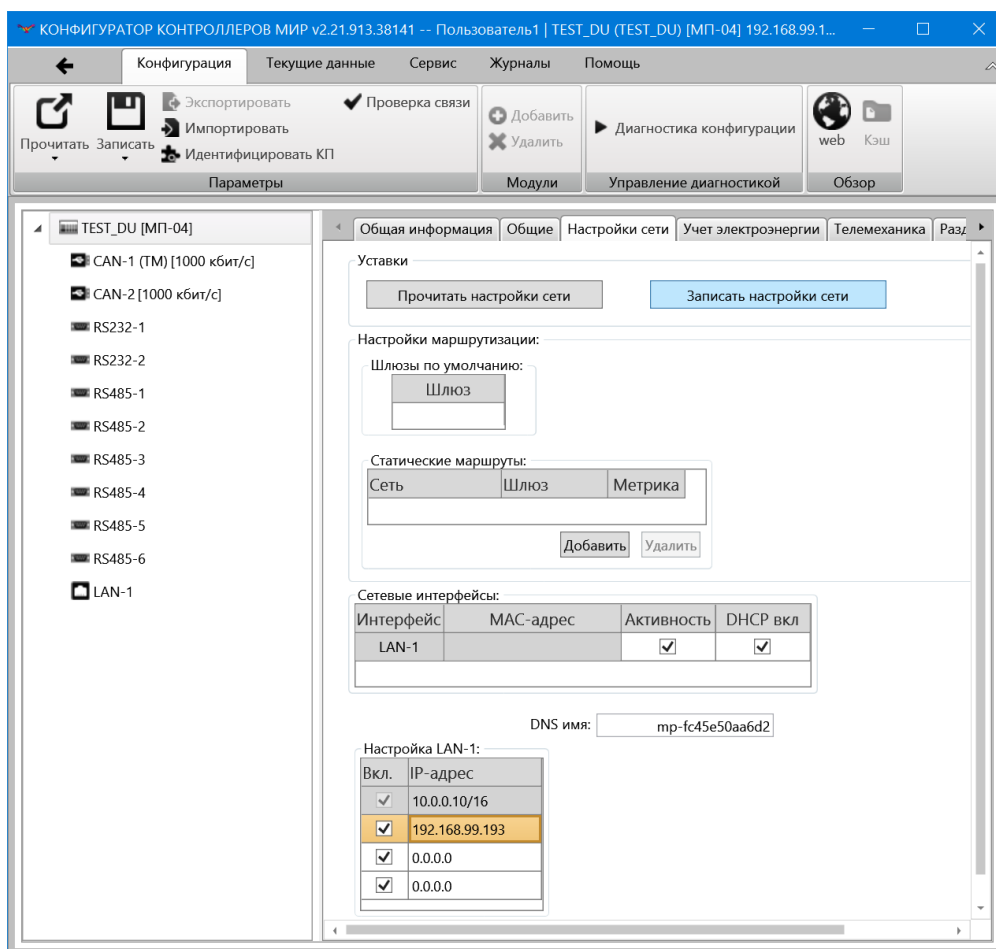 КОНФИГУРАТОР КОНТРОЛЛЕРОВ МИР v2.21.913.38141 -- Пользователь1 | TEST_DU (TEST_DU) [МП-04] 192.168.99.1...
Конфигурация Текущие данные Сервис Журналы Помощь
Прочитать Записать
Экспортировать
Импортировать
Идентифицировать КП
Проверка связи
Параметры
Добавить
Удалить
Модули
Диагностика конфигурации
Управление диагностикой
web Кэш
Обзор
TEST_DU [МП-04]
CAN-1 (TM) [1000 кбит/с]
CAN-2 [1000 кбит/с]
RS232-1
RS232-2
RS485-1
RS485-2
RS485-3
RS485-4
RS485-5
RS485-6
LAN-1
Общая информация Общие Настройки сети Учет электроэнергии Телемеханика Разд
Уставки
Прочитать настройки сети Записать настройки сети
Настройки маршрутизации:
Шлюзы по умолчанию:
Шлюз
Статические маршруты:
Сеть Шлюз Метрика
Добавить Удалить
Сетевые интерфейсы:
Интерфейс MAC-адрес Активность DHCP вкл
LAN-1
DNS имя: mp-fc45e50aa6d2
Настройка LAN-1:
Вкл. IP-адрес
10.0.0.10/16
192.168.99.193
0.0.0.0
0.0.0.0